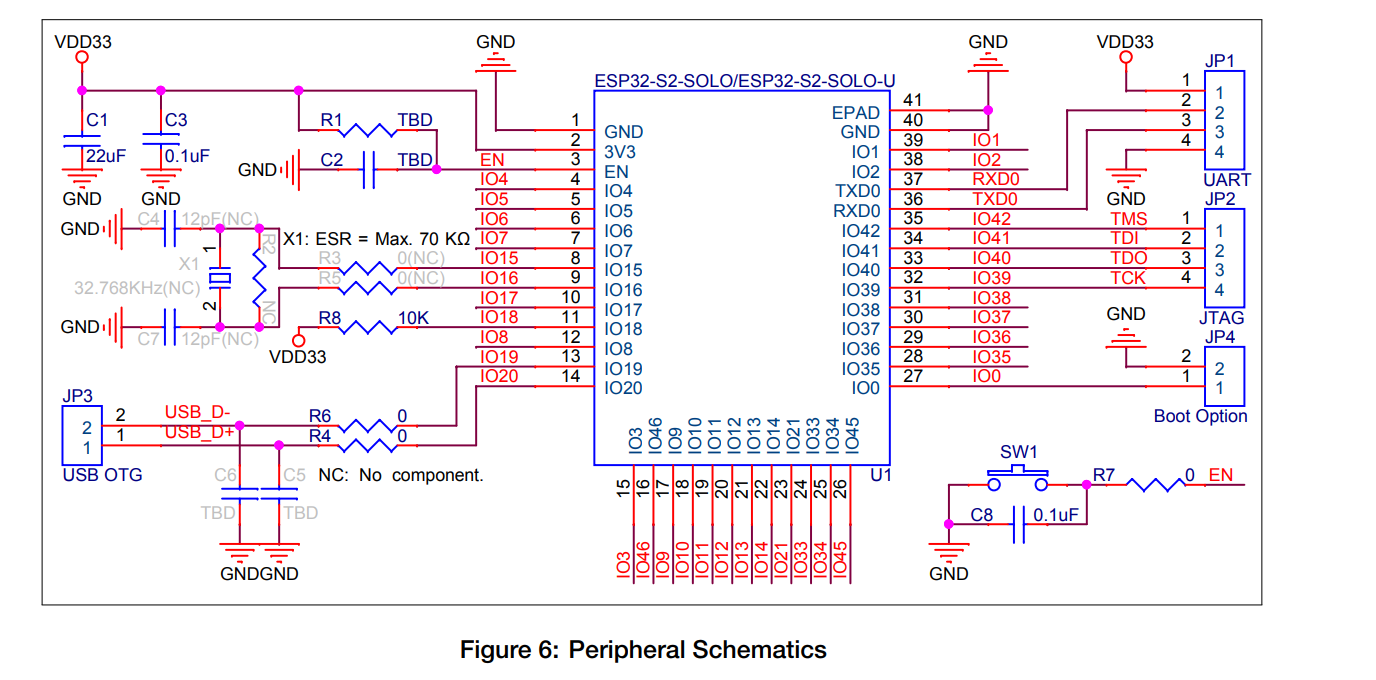 VDD33
GND
GND
VDD33
JP1
ESP32-S2-SOLO/ESP32-S2-SOLO-U
C1
22uF
GND
C3
0.1uF
GND
R1
TBD
GND
C2
TBD
EN
IO4
IO5
IO6
IO7
IO15
IO16
IO17
IO18
IO8
IO19
IO20
1
2
3
4
5
6
7
8
9
10
11
12
13
14
GND
3V3
EN
IO4
IO5
IO6
IO7
IO15
IO16
IO17
IO18
IO8
IO19
IO20
EPAD
GND
IO1
IO2
TXD0
RXD0
IO42
IO41
IO40
IO39
IO38
IO37
IO36
IO35
IO0
41
40
39
38
37
36
35
34
33
32
31
30
29
28
27
IO1
IO2
RXD0
TXD0
IO42
IO41
IO40
IO39
IO38
IO37
IO36
IO35
IO0
1
2
3
4
1
2
3
4
GND
UART
JP2
TMS
TDI
TDO
TCK
1
2
3
4
1
2
3
4
JTAG
GND
JP4
2
1
2
1
Boot Option
GND
C4
12pF(NC)
1
X1
32.768KHz(NC)
2
R2
NC
GND
C7
12pF(NC)
X1: ESR = Max. 70 KΩ
R3
0(NC)
R5
0(NC)
R8
10K
VDD33
JP3
2
1
2
1
USB OTG
USB_D-
USB_D+
R6
0
R4
0
C6
TBD
C5
TBD
GND
GND
NC: No component.
IO3
IO46
IO9
IO10
IO11
IO12
IO13
IO14
IO21
IO33
IO34
IO45
U1
15
16
17
18
19
20
21
22
23
24
25
26
IO3
IO46
IO9
IO10
IO11
IO12
IO13
IO14
IO21
IO33
IO34
IO45
SW1
R7
0
EN
C8
0.1uF
GND
Figure 6: Peripheral Schematics